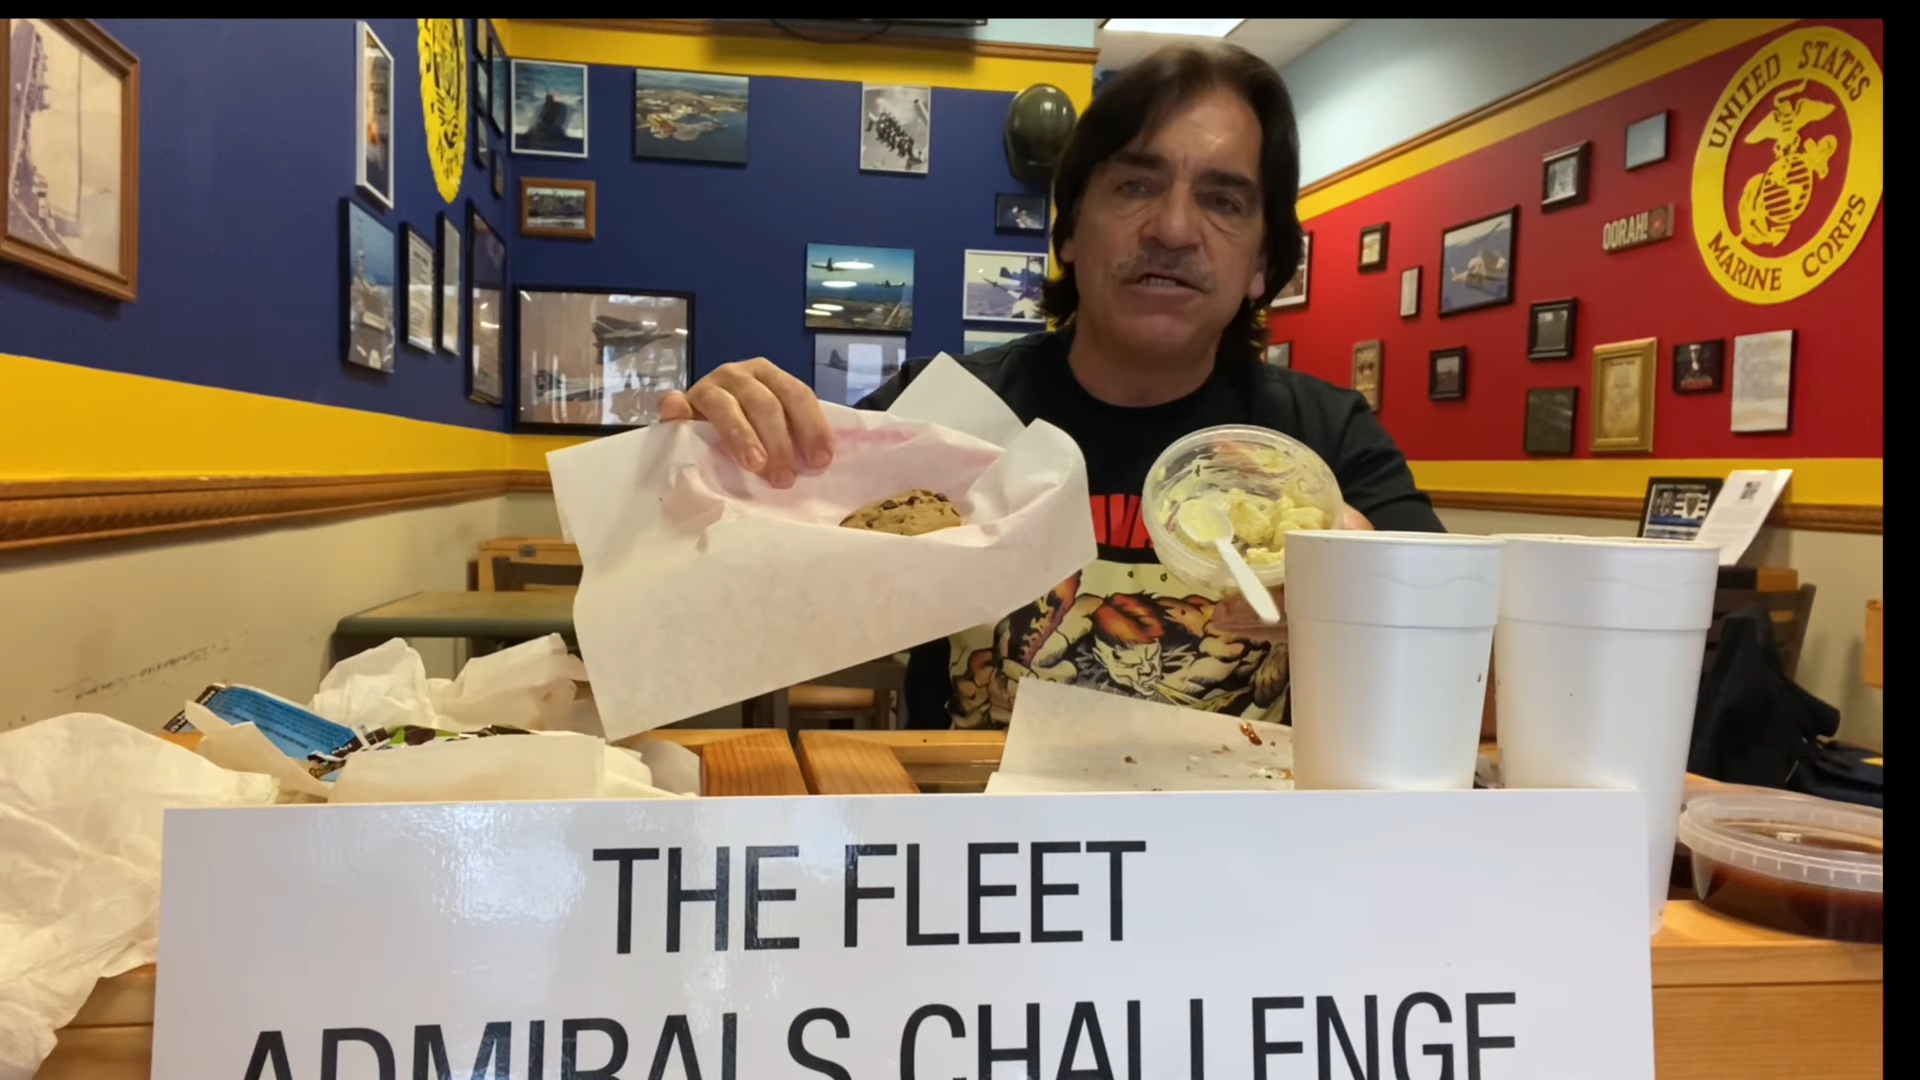 UNITED STATES
MARINE CORPS
OORAH!
THE FLEET
ADMIRALS CHALLENGE